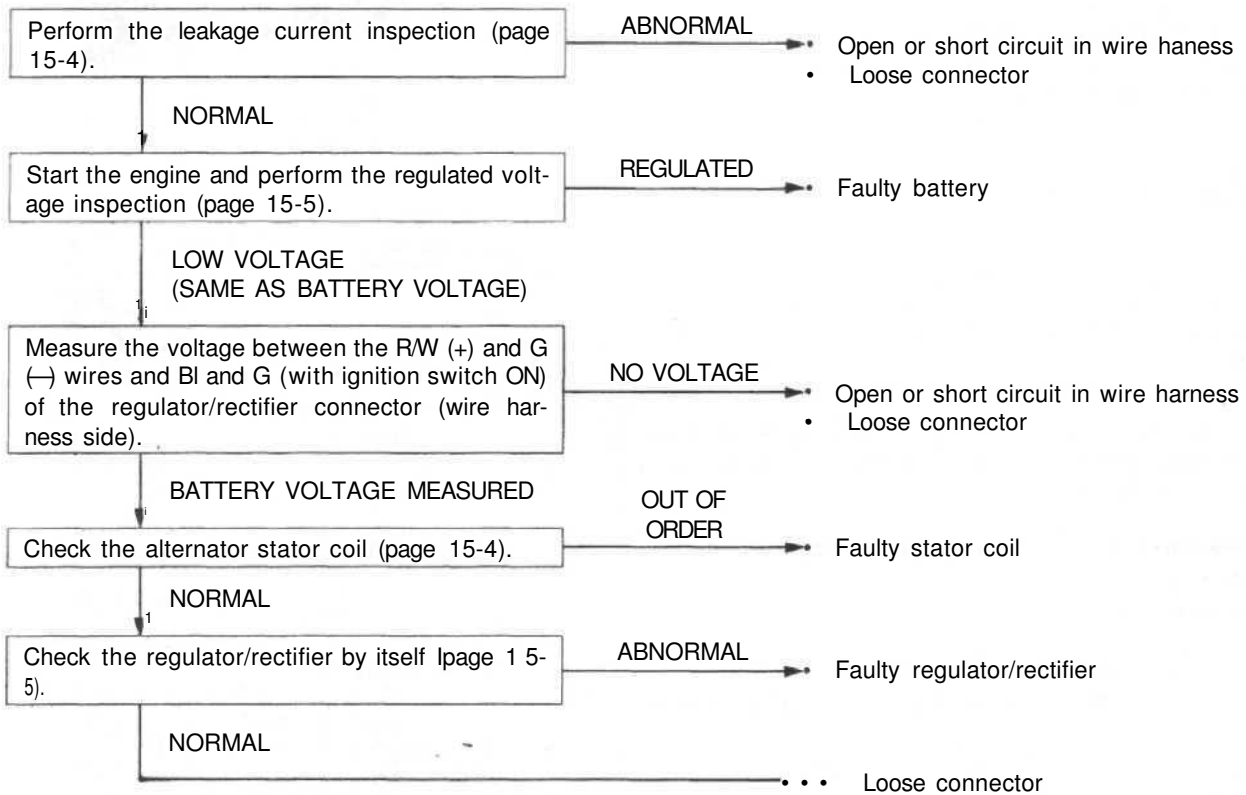 Perform the leakage current inspection (page
15-4).
ABNORMAL
• Open or short circuit in wire haness
• Loose connector
NORMAL
Start the engine and perform the regulated volt-
age inspection (page 15-5).
REGULATED
• Faulty battery
LOW VOLTAGE
(SAME AS BATTERY VOLTAGE)
Measure the voltage between the R/W (+) and G
(—) wires and BI and G (with ignition switch ON)
of the regulator/rectifier connector (wire har-
ness side).
NO VOLTAGE
• Open or short circuit in wire harness
• Loose connector
BATTERY VOLTAGE MEASURED
Check the alternator stator coil (page 15-4).
OUT OF
ORDER
• Faulty stator coil
NORMAL
Check the regulator/rectifier by itself Ipage 1 5-
5).
ABNORMAL
• Faulty regulator/rectifier
NORMAL
• • • Loose connector